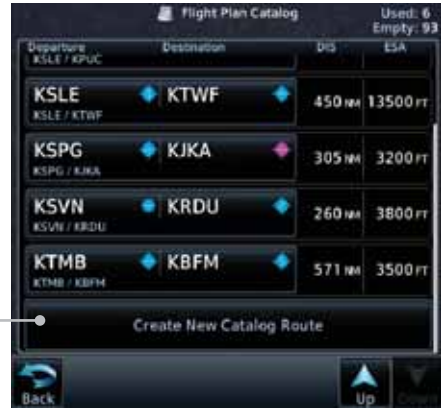 Flight Plan Catalog
Used: 6
Empty: 93
Departure Destination DIS ESA
KSLE / KPUC
KSLE KTWF 450 NM 13500 FT
KSLE / KTWF
KSPG KJKA 305 NM 3200 FT
KSPG / KJKA
KSVN KRDU 260 NM 3800 FT
KSVN / KRDU
KTMB KBFM 571 NM 3500 FT
KTMB / KBFM
Create New Catalog Route
Back Up Down